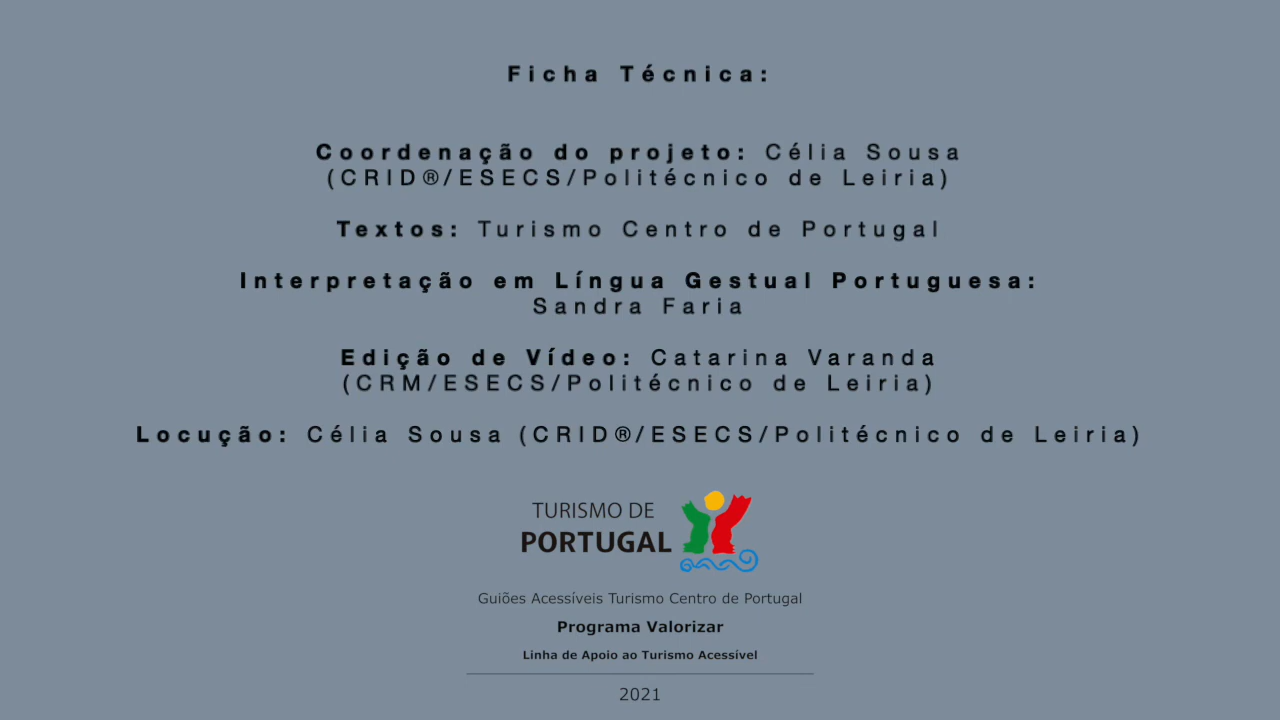 Ficha Técnica:
Coordenação do projeto: Célia Sousa
(CRID®/ESECS/Politécnico de Leiria)
Textos: Turismo Centro de Portugal
Interpretação em Língua Gestual Portuguesa:
Sandra Faria
Edição de Vídeo: Catarina Varanda
(CRM/ESECS/Politécnico de Leiria)
Locução: Célia Sousa (CRID®/ESECS/Politécnico de Leiria)
TURISMO DE
PORTUGAL
Guiões Acessíveis Turismo Centro de Portugal
Programa Valorizar
Linha de Apoio ao Turismo Acessível
2021